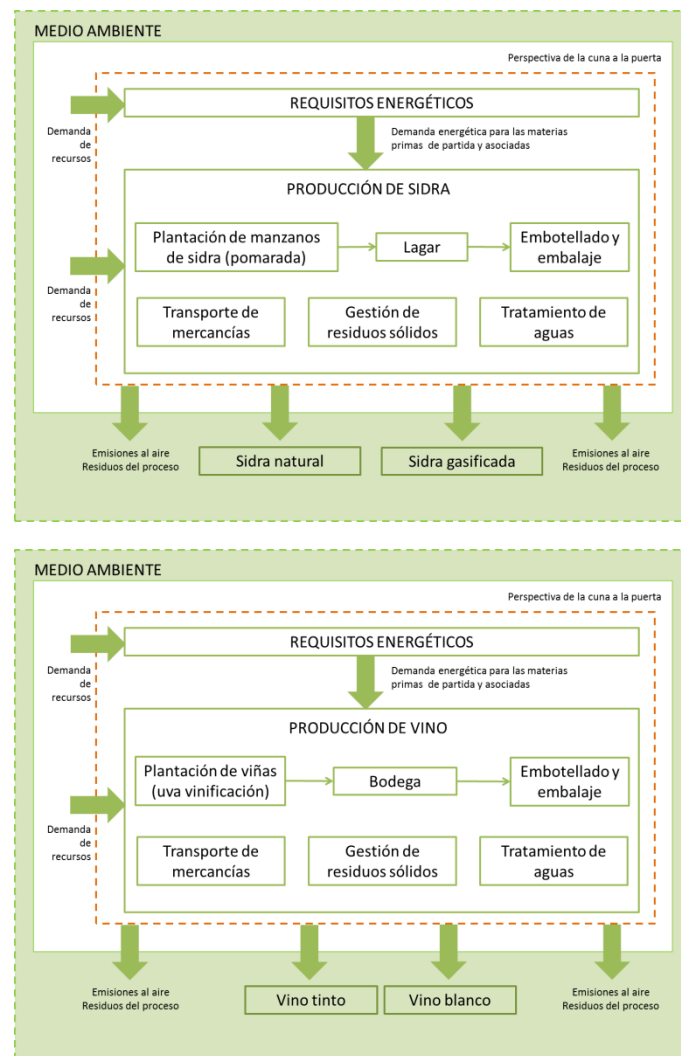 MEDIO AMBIENTE
Perspectiva de la cuna a la puerta
REQUISITOS ENERGÉTICOS
Demanda
de
recursos
Demanda energética para las materias
primas de partida y asociadas
PRODUCCIÓN DE SIDRA
Plantación de manzanos
de sidra (pomarada)
Lagar
Embotellado y
embalaje
Demanda
de
recursos
Transporte de
mercancías
Gestión de
residuos sólidos
Tratamiento de
aguas
Emisiones al aire
Residuos del proceso
Sidra natural
Sidra gasificada
Emisiones al aire
Residuos del proceso
MEDIO AMBIENTE
Perspectiva de la cuna a la puerta
REQUISITOS ENERGÉTICOS
Demanda
de
recursos
Demanda energética para las materias
primas de partida y asociadas
PRODUCCIÓN DE VINO
Plantación de viñas
(uva vinificación)
Bodega
Embotellado y
embalaje
Demanda
de
recursos
Transporte de
mercancías
Gestión de
residuos sólidos
Tratamiento de
aguas
Emisiones al aire
Residuos del proceso
Vino tinto
Vino blanco
Emisiones al aire
Residuos del proceso